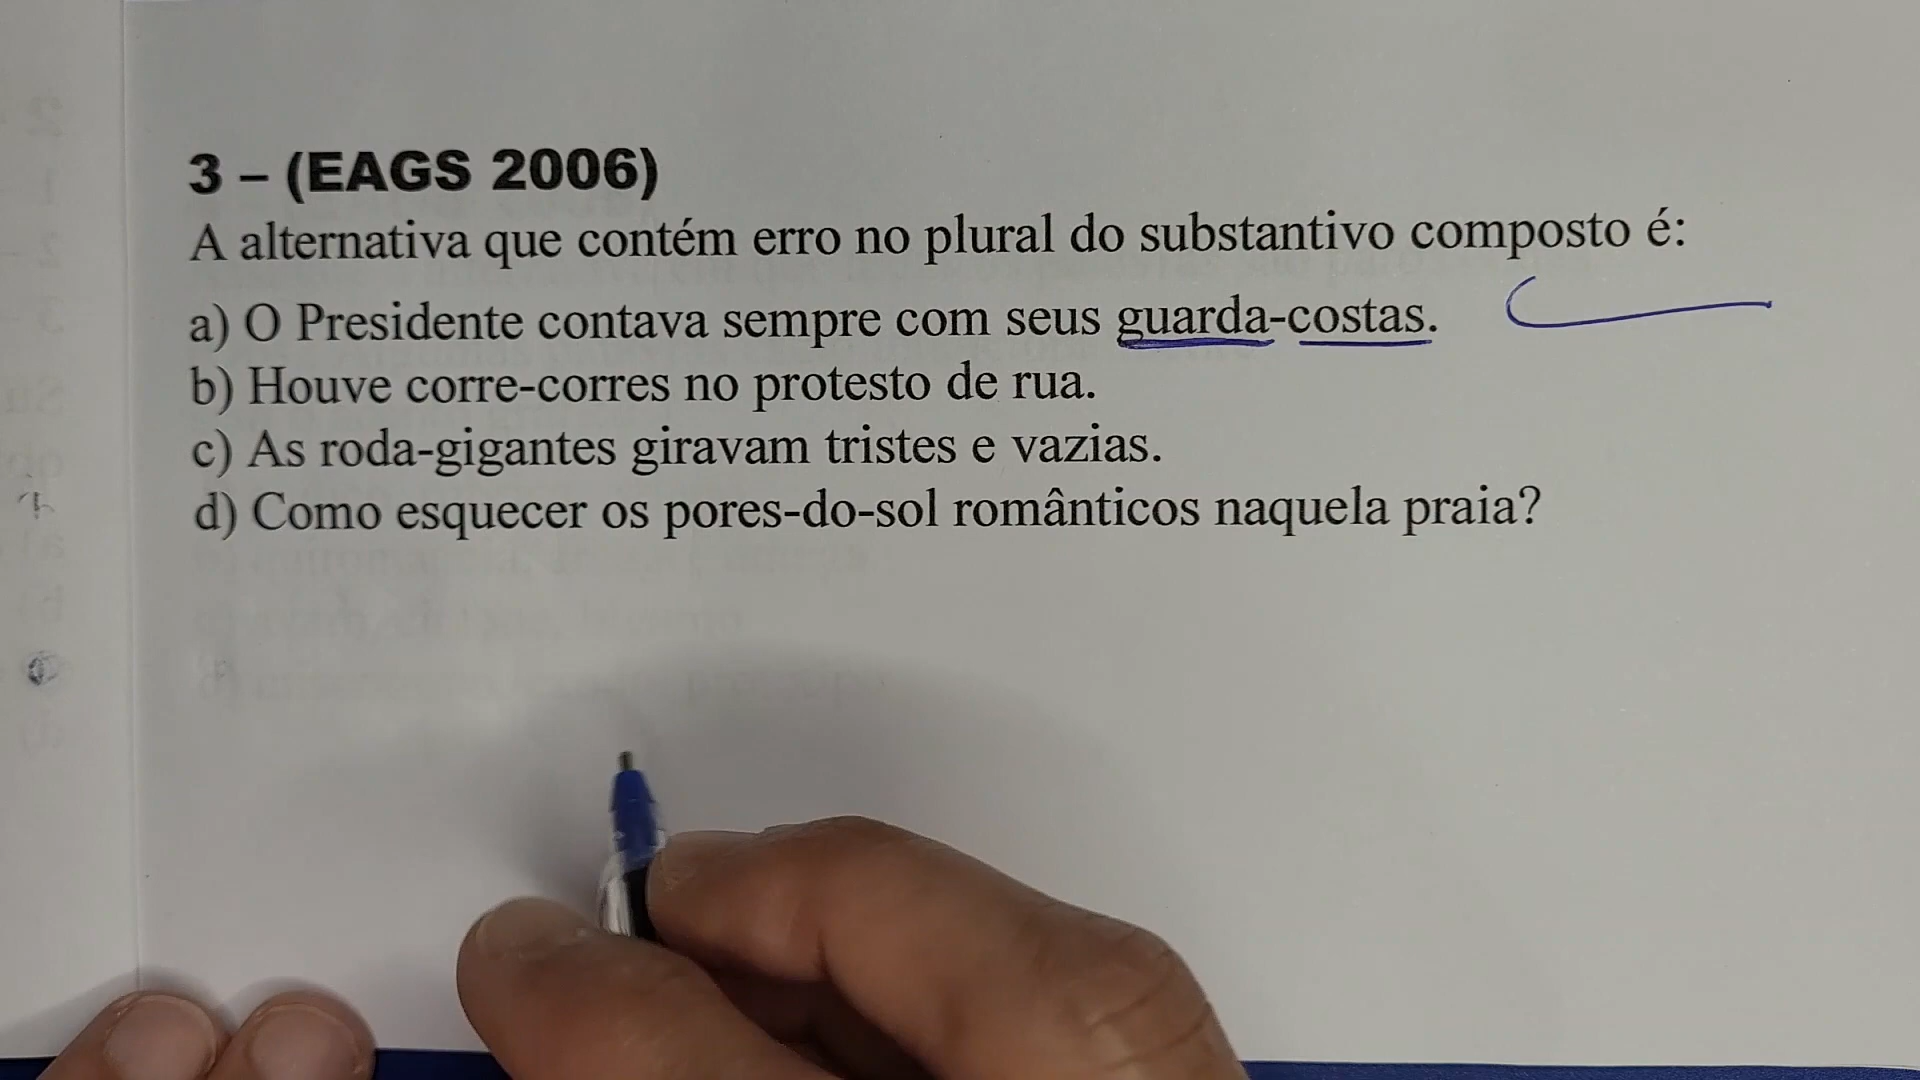 3 – (EAGS 2006)
A alternativa que contém erro no plural do substantivo composto é:
a) O Presidente contava sempre com seus guarda-costas.
b) Houve corre-corres no protesto de rua.
c) As roda-gigantes giravam tristes e vazias.
d) Como esquecer os pores-do-sol românticos naquela praia?